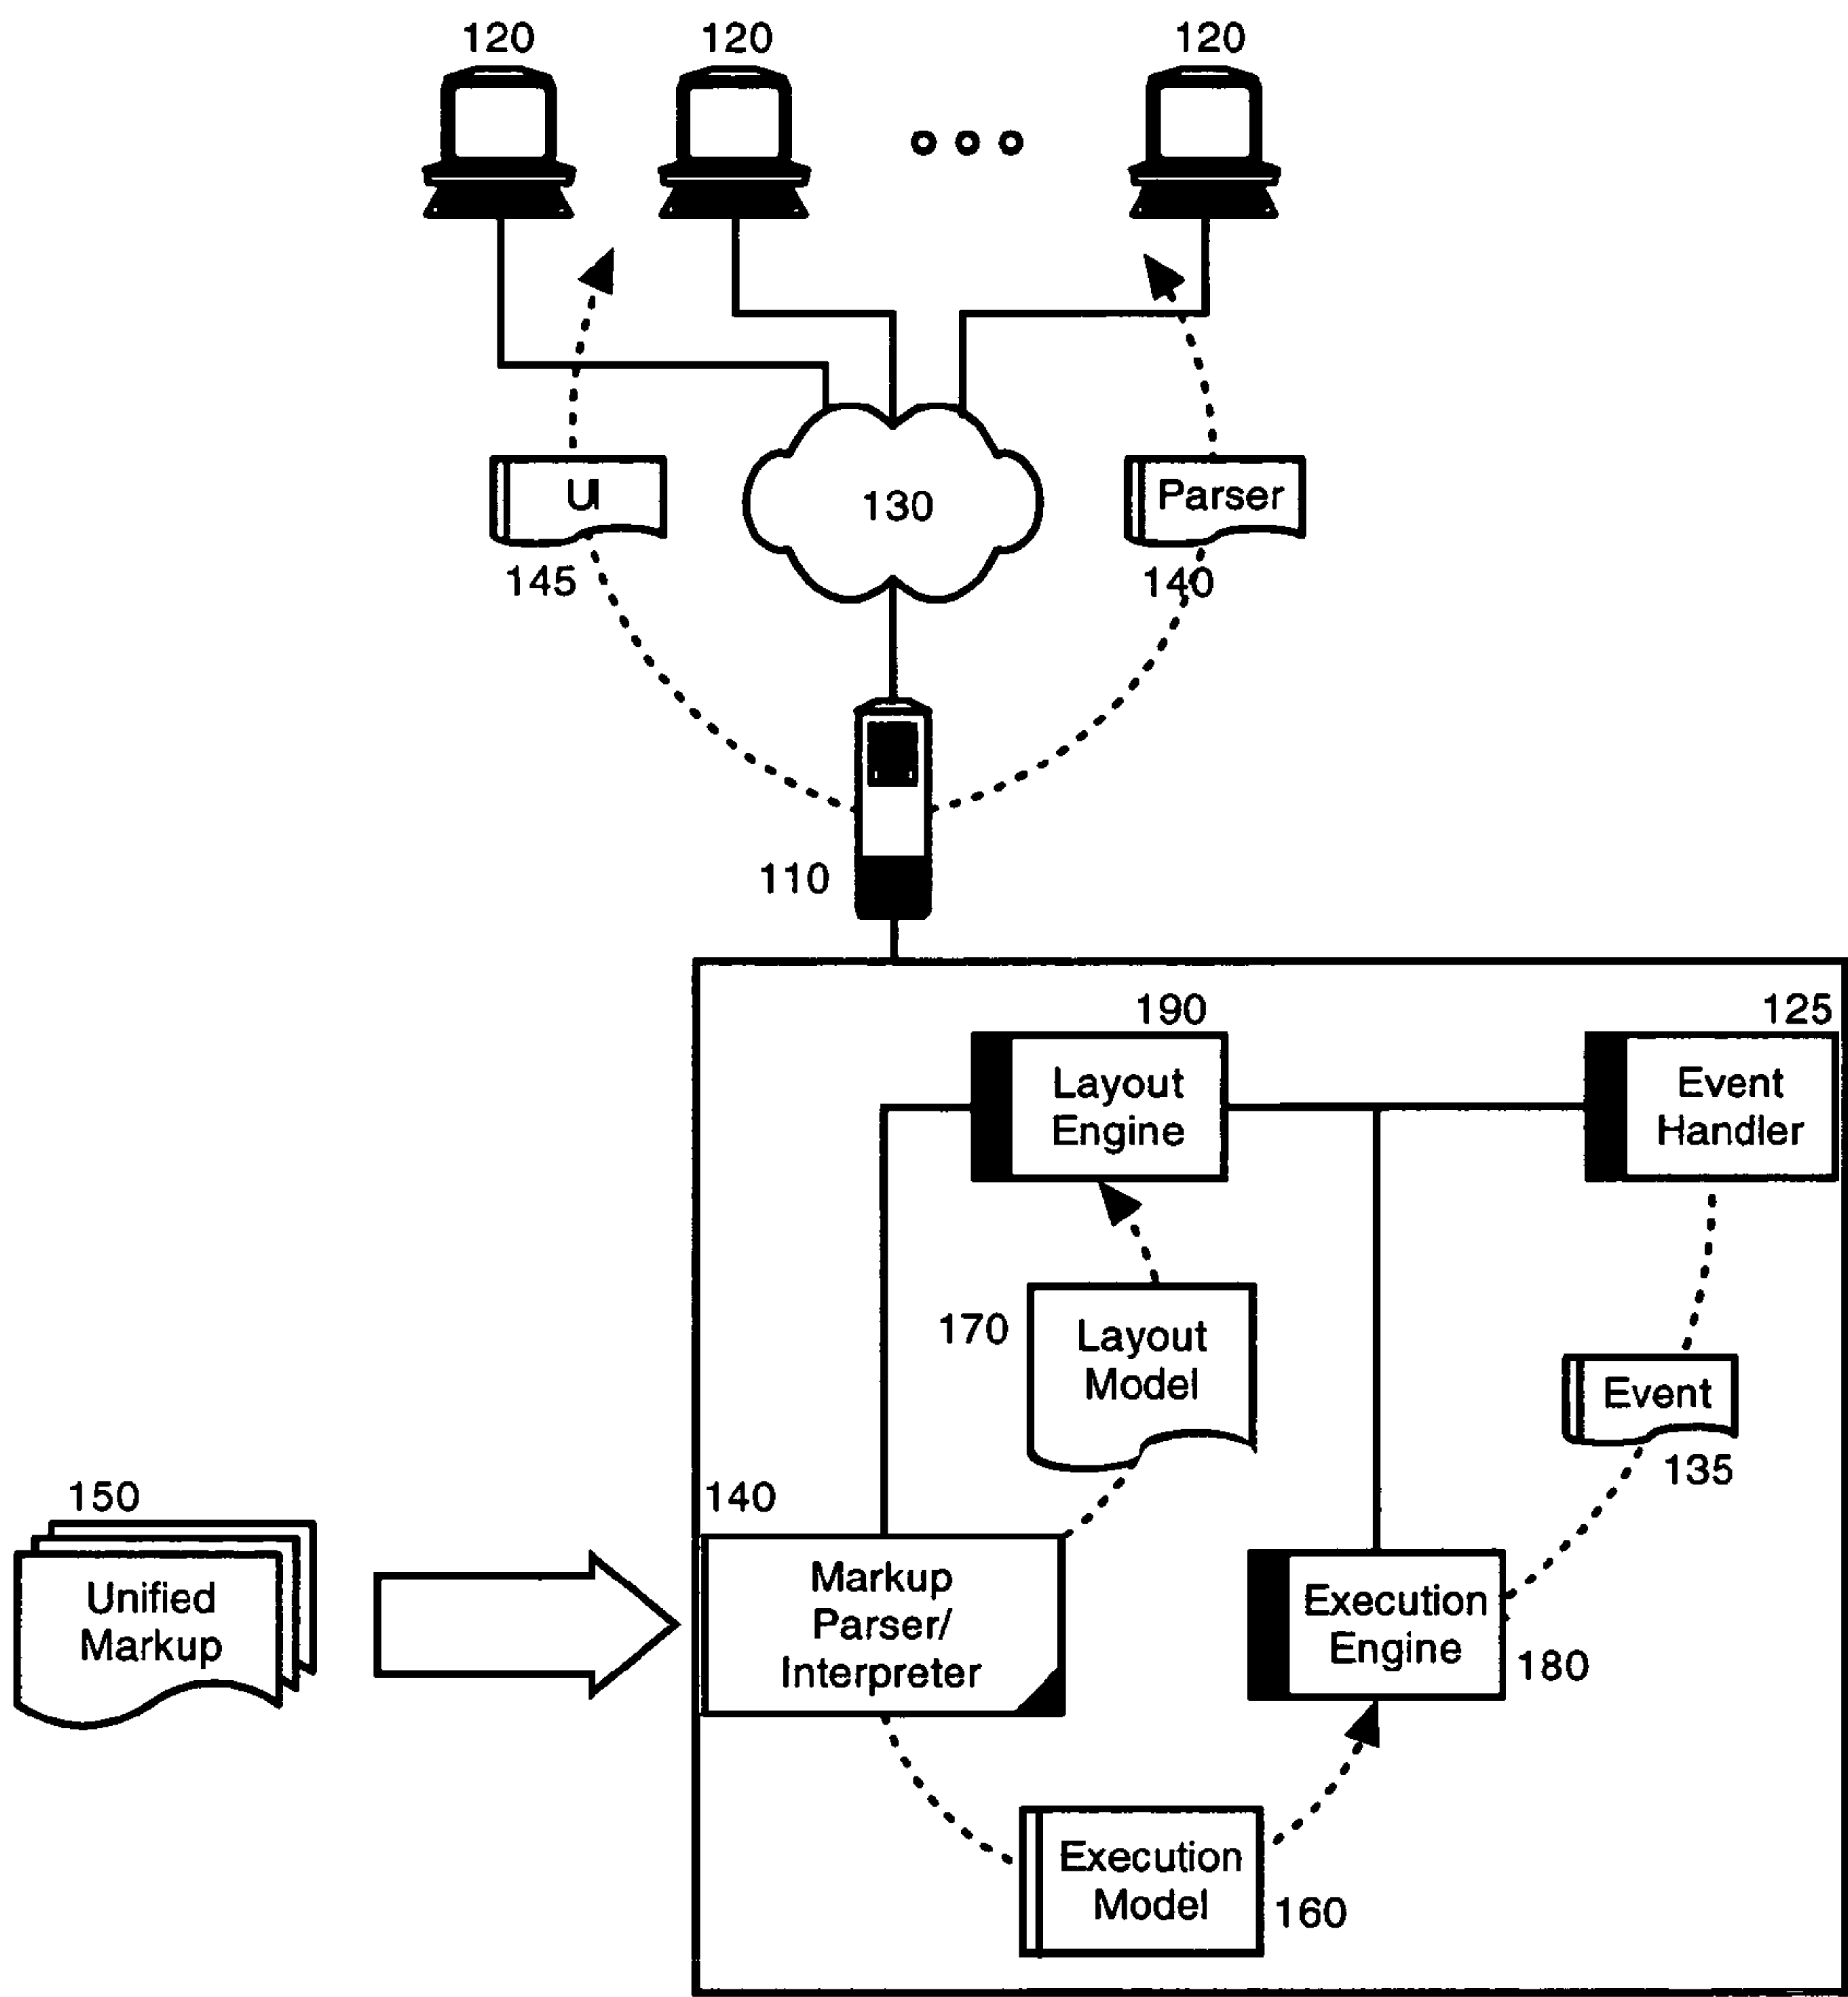 120
120
120
UI
130
Parser
145
140
110
190
125
Layout
Engine
Event
Handler
170
Layout
Model
Event
135
150
140
Unified
Markup
Markup
Parser/
Interpreter
Execution
Engine
180
Execution
Model
160